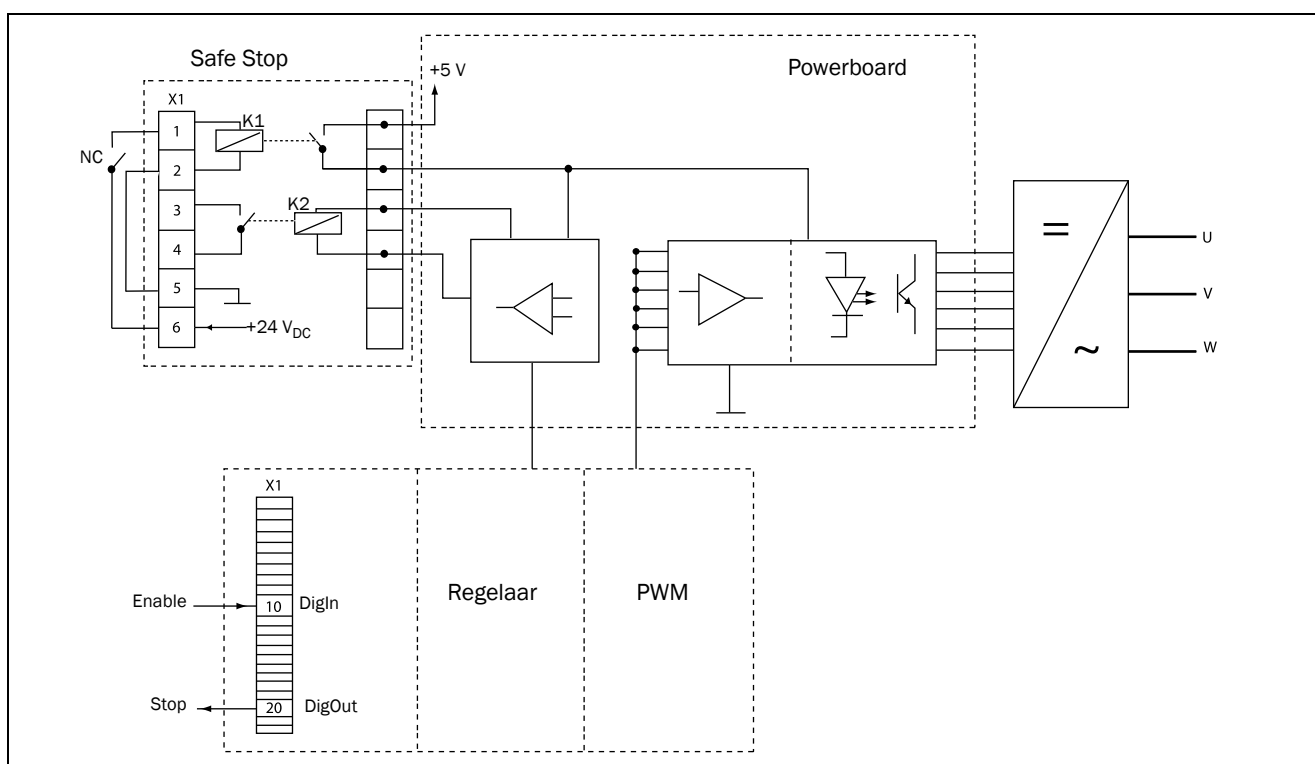 Safe Stop
Powerboard
+5 V
X1
K1
1
NC
2
K2
3
4
5
6
+24 VDC
=
~
U
V
W
X1
Enable
10
DigIn
Regelaar
PWM
Stop
20
DigOut